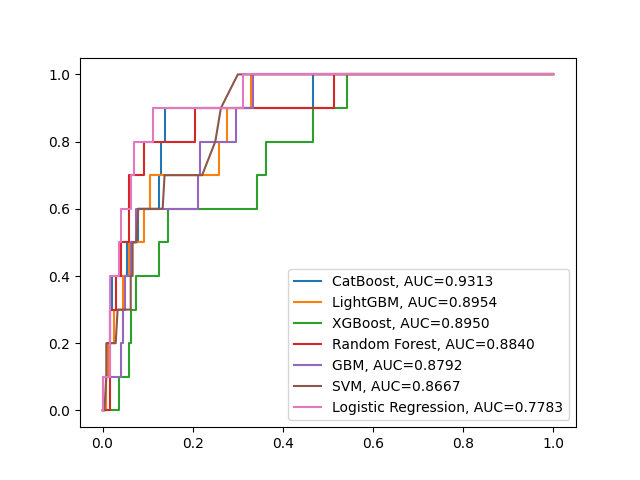 1.0
0.8
0.6
0.4
0.2
0.0
0.0 0.2 0.4 0.6 0.8 1.0
CatBoost, AUC=0.9313
LightGBM, AUC=0.8954
XGBoost, AUC=0.8950
Random Forest, AUC=0.8840
GBM, AUC=0.8792
SVM, AUC=0.8667
Logistic Regression, AUC=0.7783